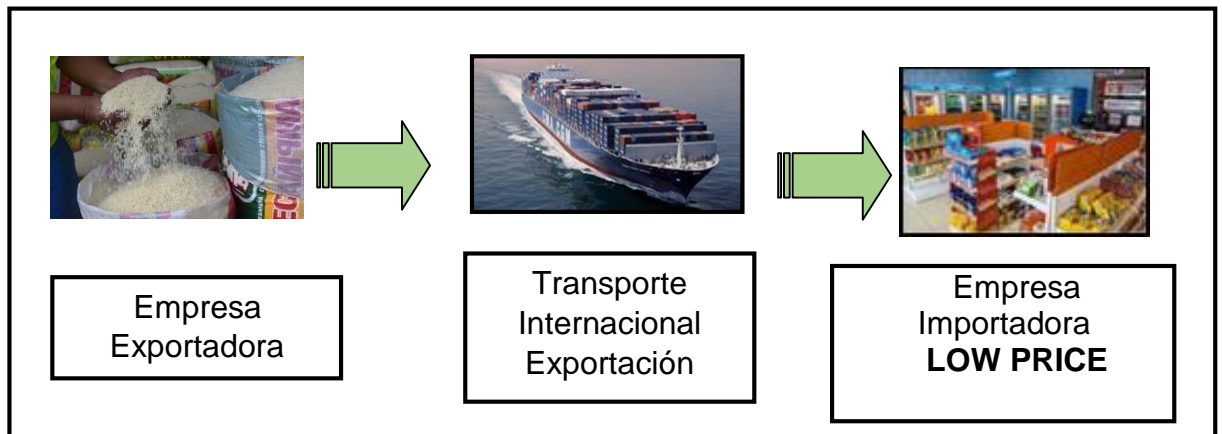 Empresa
Exportadora
Transporte
Internacional
Exportación
Empresa
Importadora
LOW PRICE